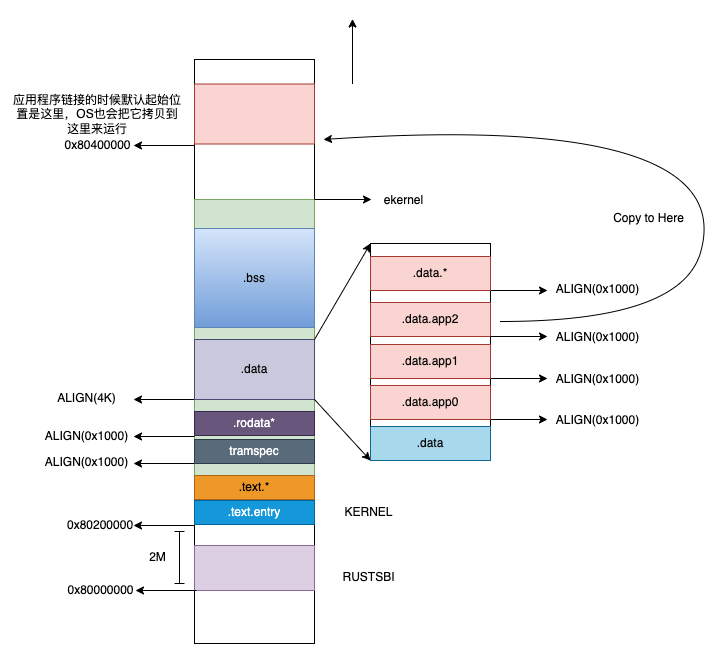 应用程序链接的时候默认起始位
置是这里，OS也会把它拷贝到
这里来运行
0x80400000
ekernel
Copy to Here
.bss
.data.*
ALIGN(0x1000)
.data.app2
ALIGN(0x1000)
.data.app1
ALIGN(0x1000)
.data.app0
ALIGN(0x1000)
.data
.data
ALIGN(4K)
.rodata*
ALIGN(0x1000)
tramspec
ALIGN(0x1000)
.text.*
.text.entry
KERNEL
0x80200000
2M
RUSTSBI
0x80000000